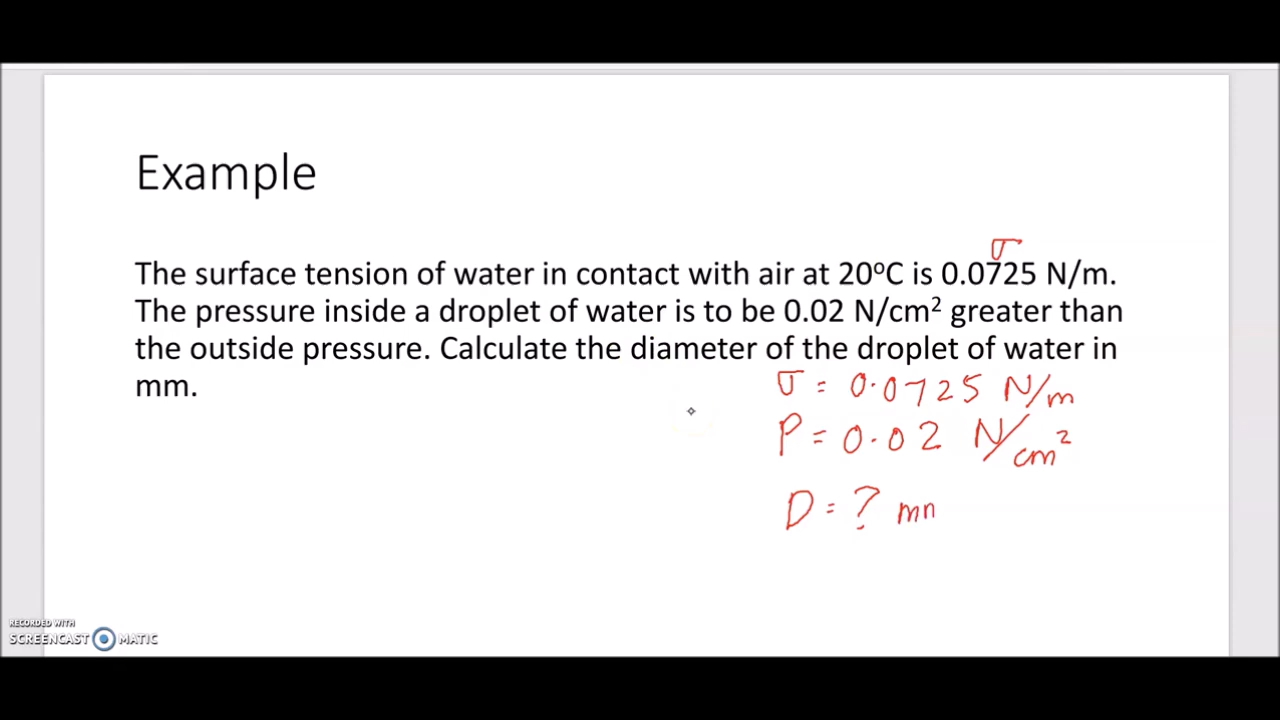 Example
σ
The surface tension of water in contact with air at 20ᵒC is 0.0725 N/m.
The pressure inside a droplet of water is to be 0.02 N/cm² greater than
the outside pressure. Calculate the diameter of the droplet of water in
mm.
σ = 0.0725 N/m
P = 0.02 N/cm²
D = ? mn
RECORDED WITH
SCREENCAST MATIC